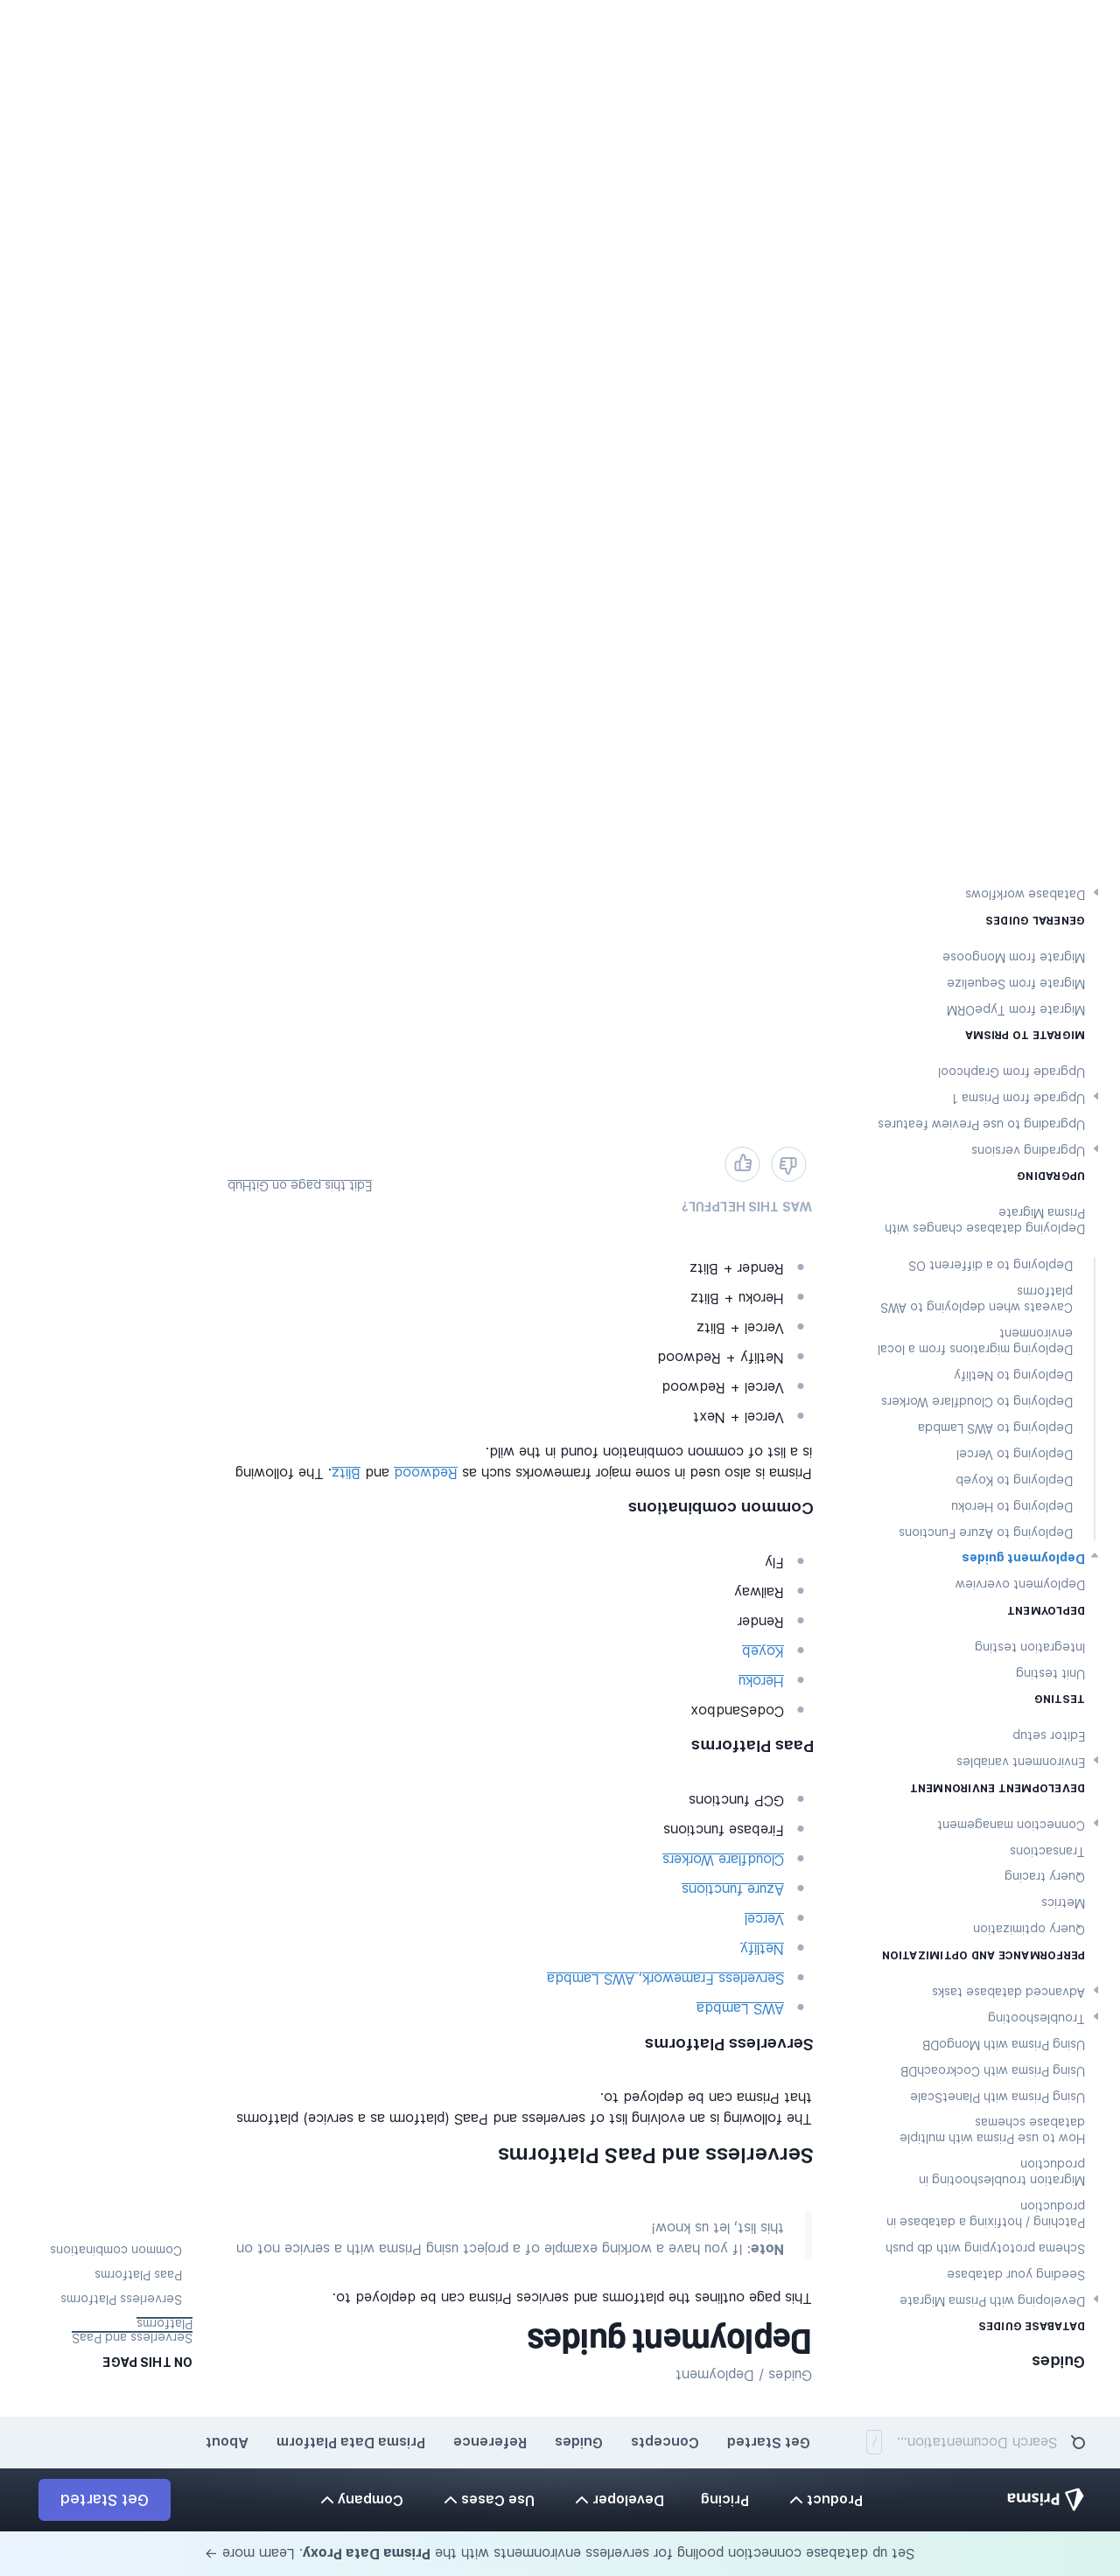 Set up database connection pooling for serverless environments with the Prisma Data Proxy. Learn more →
Prisma
Product
Pricing
Developer
Use Cases
Company
Get Started
Search Documentation...
/
Get Started
Concepts
Guides
Reference
Prisma Data Platform
About
Guides
DATABASE GUIDES
Developing with Prisma Migrate
Seeding your database
Schema prototyping with db push
Patching / hotfixing a database in
production
Migration troubleshooting in
production
How to use Prisma with multiple
database schemas
Using Prisma with PlanetScale
Using Prisma with CockroachDB
Using Prisma with MongoDB
Troubleshooting
Advanced database tasks
PERFORMANCE AND OPTIMIZATION
Query optimization
Metrics
Query tracing
Transactions
Connection management
DEVELOPMENT ENVIRONMENT
Environment variables
Editor setup
TESTING
Unit testing
Integration testing
DEPLOYMENT
Deployment overview
Deployment guides
Deploying to Azure Functions
Deploying to Heroku
Deploying to Koyeb
Deploying to Vercel
Deploying to AWS Lambda
Deploying to Cloudflare Workers
Deploying to Netlify
Deploying migrations from a local
environment
Caveats when deploying to AWS
platforms
Deploying to a different OS
Deploying database changes with
Prisma Migrate
UPGRADING
Upgrading versions
Upgrading to use Preview features
Upgrade from Prisma 1
Upgrade from Graphcool
MIGRATE TO PRISMA
Migrate from TypeORM
Migrate from Sequelize
Migrate from Mongoose
GENERAL GUIDES
Database workflows
Guides / Deployment
Deployment guides
This page outlines the platforms and services Prisma can be deployed to.
Note: If you have a working example of a project using Prisma with a service not on
this list, let us know!
Serverless and PaaS Platforms
The following is an evolving list of serverless and PaaS (platform as a service) platforms
that Prisma can be deployed to.
Serverless Platforms
AWS Lambda
Serverless Framework, AWS Lambda
Netlify
Vercel
Azure functions
Cloudflare Workers
Firebase functions
GCP functions
Paas Platforms
CodeSandbox
Heroku
Koyeb
Render
Railway
Fly
Common combinations
Prisma is also used in some major frameworks such as Redwood and Blitz. The following
is a list of common combination found in the wild.
Vercel + Next
Vercel + Redwood
Netlify + Redwood
Vercel + Blitz
Heroku + Blitz
Render + Blitz
WAS THIS HELPFUL?
Edit this page on GitHub
ON THIS PAGE
Serverless and PaaS
Platforms
Serverless Platforms
Paas Platforms
Common combinations